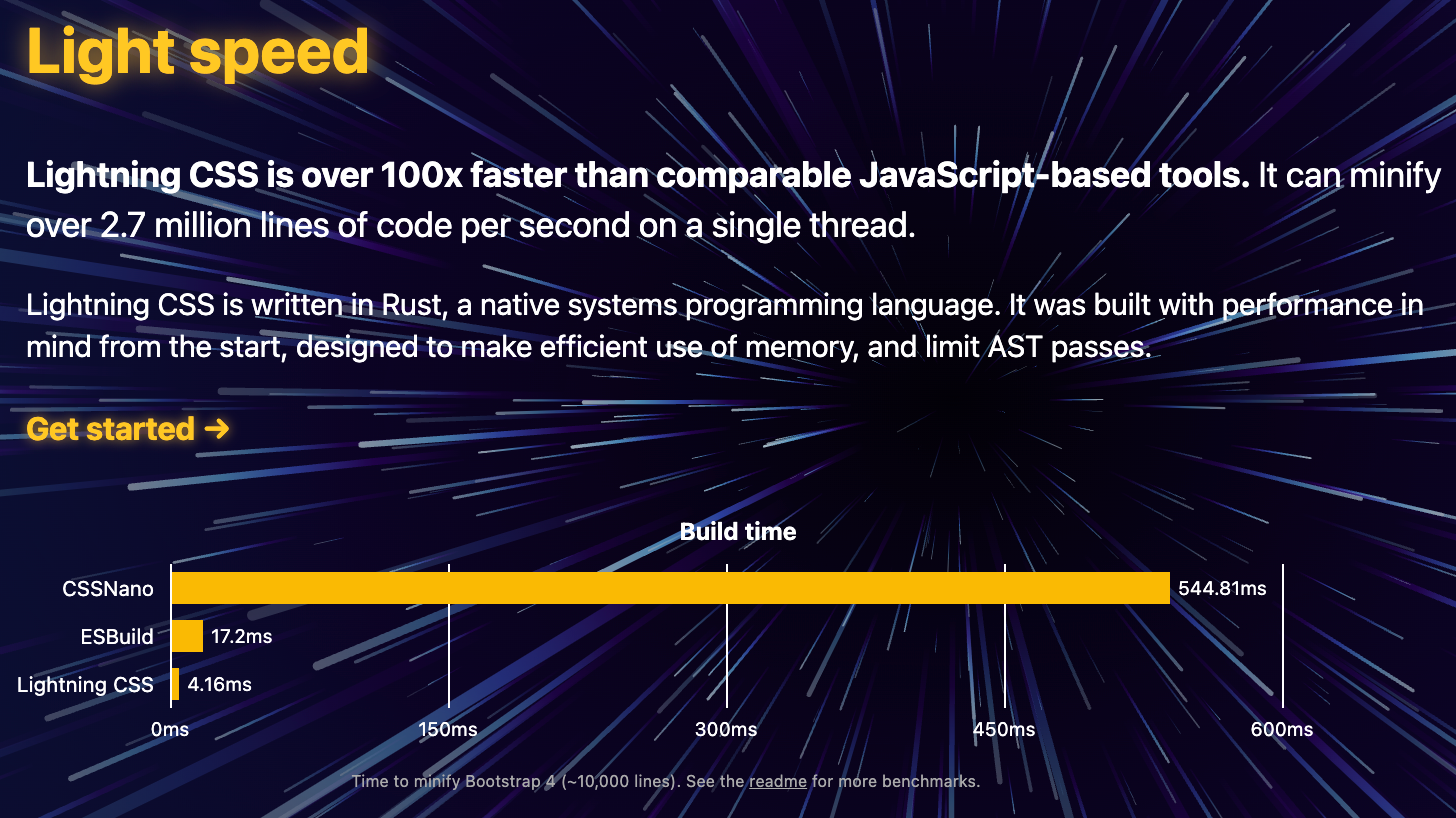 Light speed
Lightning CSS is over 100x faster than comparable JavaScript-based tools. It can minify
over 2.7 million lines of code per second on a single thread.
Lightning CSS is written in Rust, a native systems programming language. It was built with performance in
mind from the start, designed to make efficient use of memory, and limit AST passes.
Get started →
Build time
CSSNano 544.81ms
ESBuild 17.2ms
Lightning CSS 4.16ms
0ms 150ms 300ms 450ms 600ms
Time to minify Bootstrap 4 (~10,000 lines). See the readme for more benchmarks.